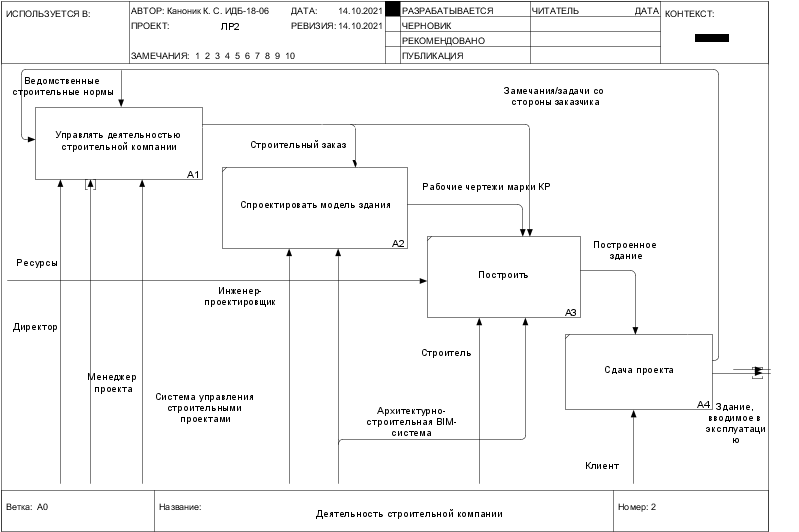 ИСПОЛЬЗУЕТСЯ В:
АВТОР: Каноник К. С. ИДБ-18-06
ДАТА: 14.10.2021
РАЗРАБАТЫВАЕТСЯ
ЧИТАТЕЛЬ
ДАТА
КОНТЕКСТ:
ПРОЕКТ: ЛР2
РЕВИЗИЯ: 14.10.2021
ЧЕРНОВИК
РЕКОМЕНДОВАНО
ЗАМЕЧАНИЯ: 1 2 3 4 5 6 7 8 9 10
ПУБЛИКАЦИЯ
Ведомственные
строительные нормы
Замечания/задачи со
стороны заказчика
Управлять деятельностью
строительной компании
A1
Строительный заказ
Спроектировать модель здания
A2
Рабочие чертежи марки КР
Построить
A3
Построенное
здание
Ресурсы
Инженер-
проектировщик
Директор
Строитель
Сдача проекта
A4
Менеджер
проекта
Система управления
строительными
проектами
Архитектурно-
строительная BIM-
система
Здание,
вводимое в
эксплуатаци
ю
Клиент
Ветка: A0
Название:
Деятельность строительной компании
Номер: 2